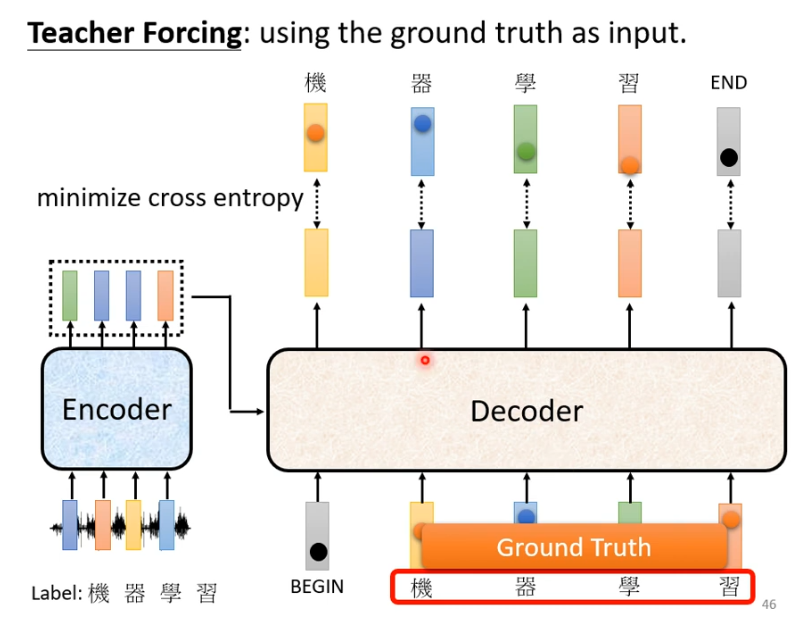 Teacher Forcing: using the ground truth as input.
機 器 學 習 END
minimize cross entropy
Encoder
Decoder
Ground Truth
BEGIN
機 器 學 習
Label: 機 器 學 習
46